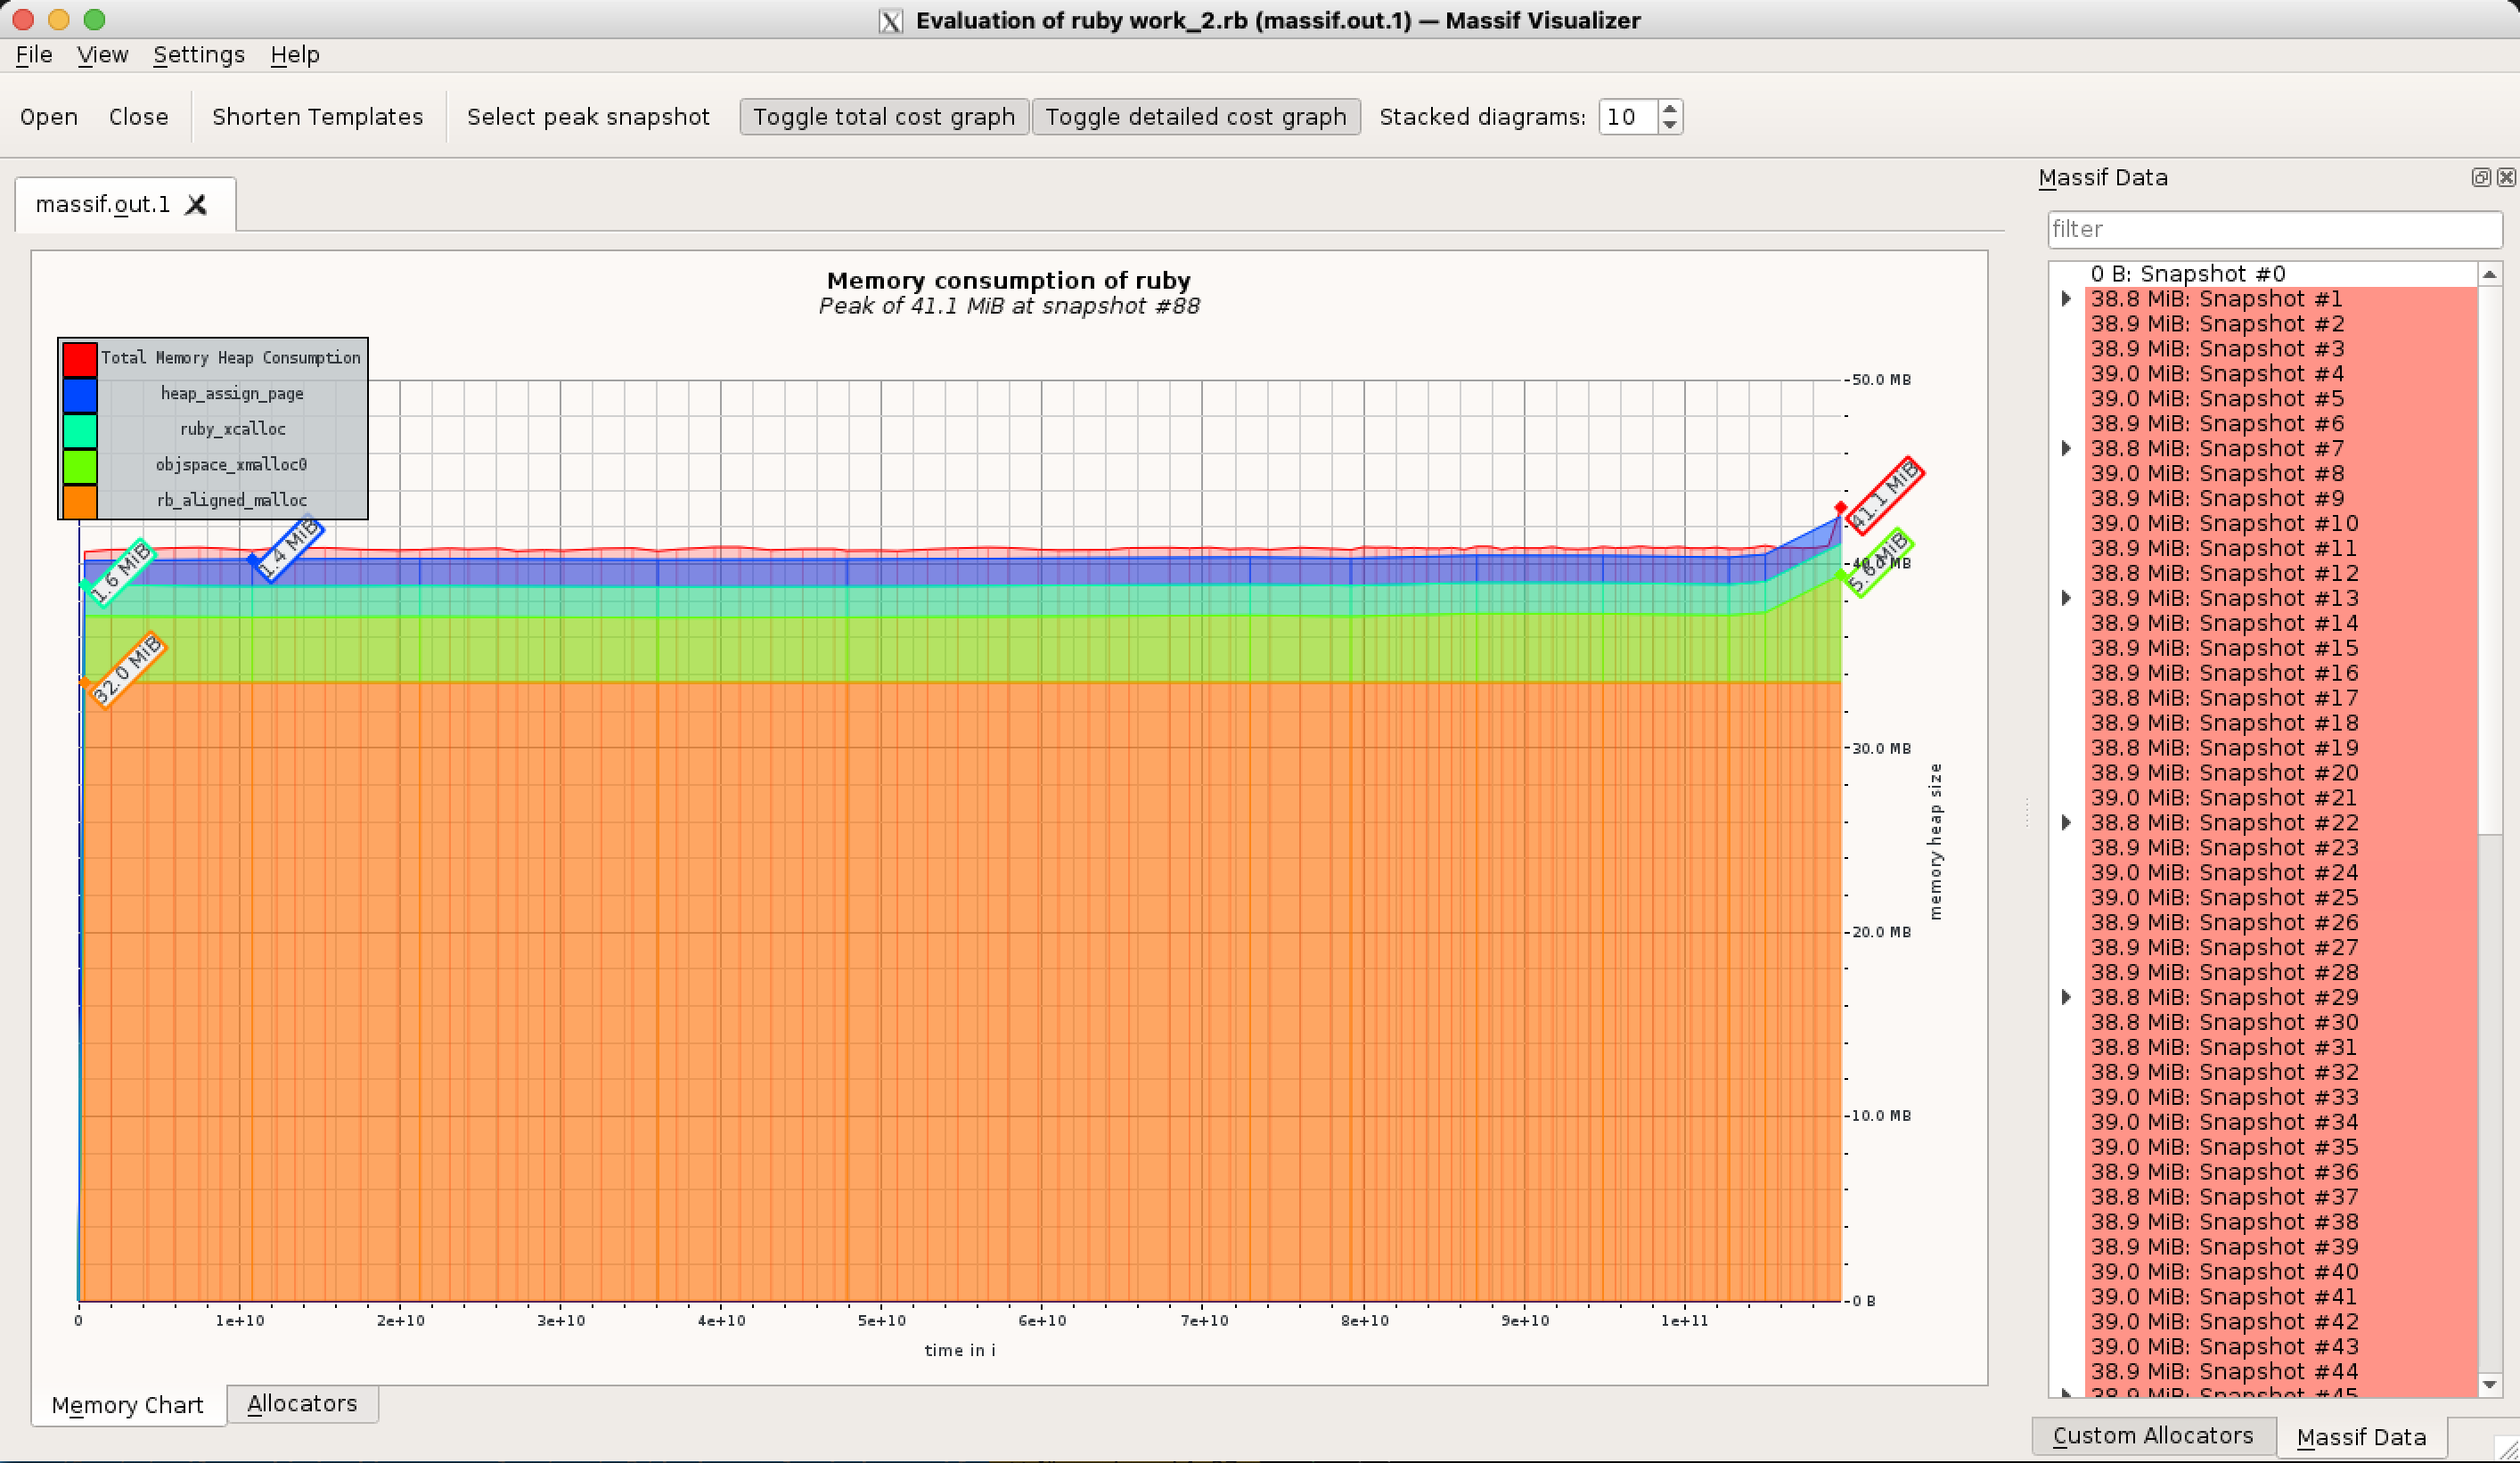 Evaluation of ruby work_2.rb (massif.out.1) — Massif Visualizer
File View Settings Help
Open Close Shorten Templates Select peak snapshot Toggle total cost graph Toggle detailed cost graph Stacked diagrams: 10
massif.out.1
Memory consumption of ruby
Peak of 41.1 MiB at snapshot #88
Total Memory Heap Consumption
heap_assign_page
ruby_xcalloc
objspace_xmalloc0
rb_aligned_malloc
1.6 MiB
1.4 MiB
32.0 MiB
41.1 MiB
5.6 MiB
50.0 MB
40.0 MB
30.0 MB
20.0 MB
10.0 MB
0 B
memory heap size
0 1e+10 2e+10 3e+10 4e+10 5e+10 6e+10 7e+10 8e+10 9e+10 1e+11
time in i
Memory Chart Allocators
Massif Data
filter
0 B: Snapshot #0
38.8 MiB: Snapshot #1
38.9 MiB: Snapshot #2
38.9 MiB: Snapshot #3
39.0 MiB: Snapshot #4
39.0 MiB: Snapshot #5
38.9 MiB: Snapshot #6
38.8 MiB: Snapshot #7
39.0 MiB: Snapshot #8
38.9 MiB: Snapshot #9
39.0 MiB: Snapshot #10
38.9 MiB: Snapshot #11
38.8 MiB: Snapshot #12
38.9 MiB: Snapshot #13
38.9 MiB: Snapshot #14
38.9 MiB: Snapshot #15
38.9 MiB: Snapshot #16
38.8 MiB: Snapshot #17
38.9 MiB: Snapshot #18
38.8 MiB: Snapshot #19
38.9 MiB: Snapshot #20
39.0 MiB: Snapshot #21
38.8 MiB: Snapshot #22
38.9 MiB: Snapshot #23
39.0 MiB: Snapshot #24
39.0 MiB: Snapshot #25
38.9 MiB: Snapshot #26
38.9 MiB: Snapshot #27
38.9 MiB: Snapshot #28
38.8 MiB: Snapshot #29
38.8 MiB: Snapshot #30
38.8 MiB: Snapshot #31
38.9 MiB: Snapshot #32
39.0 MiB: Snapshot #33
39.0 MiB: Snapshot #34
39.0 MiB: Snapshot #35
38.9 MiB: Snapshot #36
38.8 MiB: Snapshot #37
38.9 MiB: Snapshot #38
38.9 MiB: Snapshot #39
39.0 MiB: Snapshot #40
39.0 MiB: Snapshot #41
39.0 MiB: Snapshot #42
39.0 MiB: Snapshot #43
38.9 MiB: Snapshot #44
38.9 MiB: Snapshot #45
Custom Allocators Massif Data